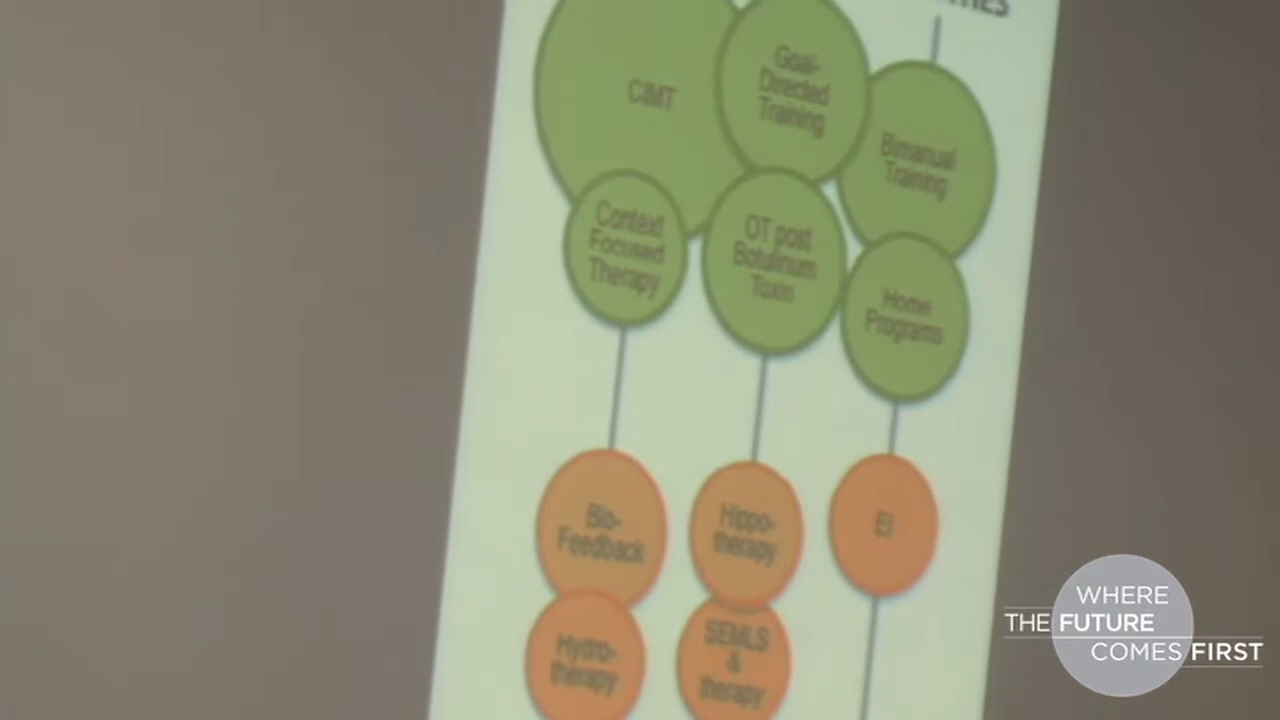 CIMT
Goal-
Directed
Training
Bimanual
Training
Context
Focused
Therapy
OT post
Botulinum
Toxin
Home
Programs
Bio-
Feedback
Hippo-
therapy
EI
Hydro-
therapy
SEMLS
&
therapy
WHERE
THE FUTURE
COMES FIRST